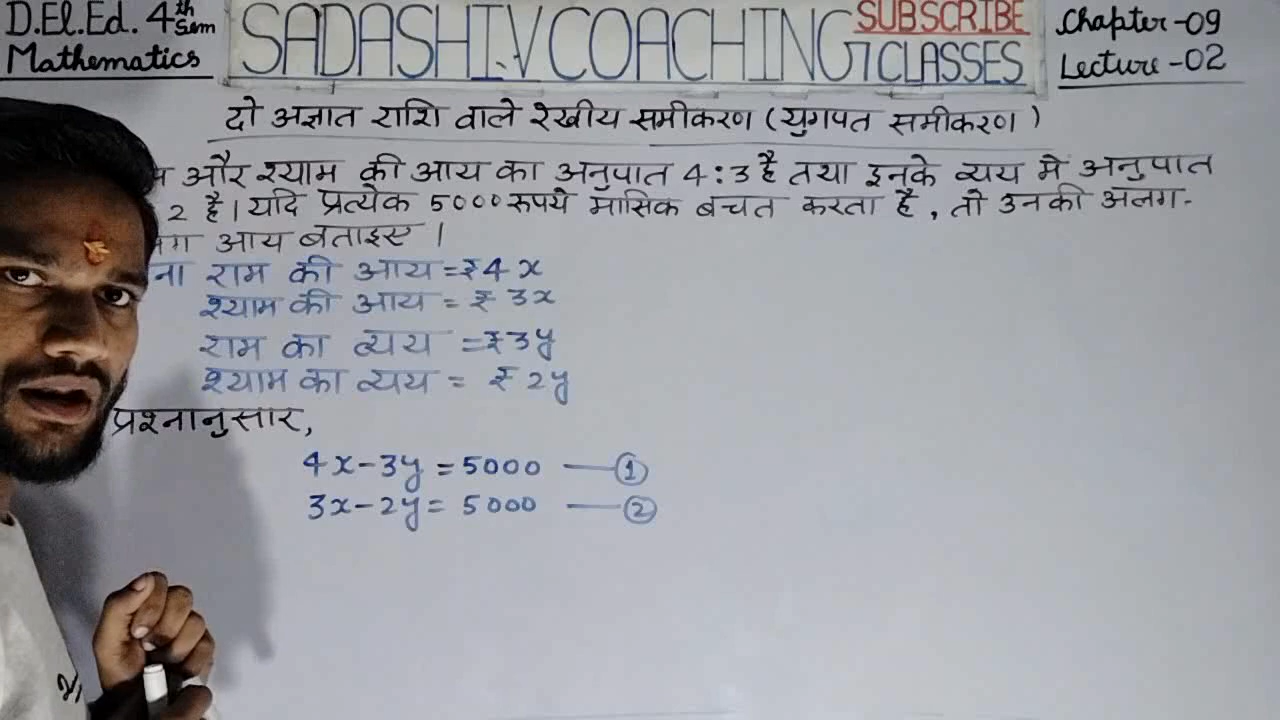 D.El.Ed. 4th Sem
Mathematics
SADASHIV COACHING CLASSES
SUBSCRIBE
Chapter-09
Lecture-02
दो अज्ञात राशि वाले रेखीय समीकरण (युगपत समीकरण)
और श्याम की आय का अनुपात 4:3 है तथा इनके व्यय मे अनुपात
2 है। यदि प्रत्येक 5000 रुपये मासिक बचत करता है, तो उनकी अलग-
आय बताइए।
राम की आय = ₹ 4x
श्याम की आय = ₹ 3x
राम का व्यय = ₹ 3y
श्याम का व्यय = ₹ 2y
प्रश्नानुसार,
4x-3y = 5000 — ①
3x-2y = 5000 — ②